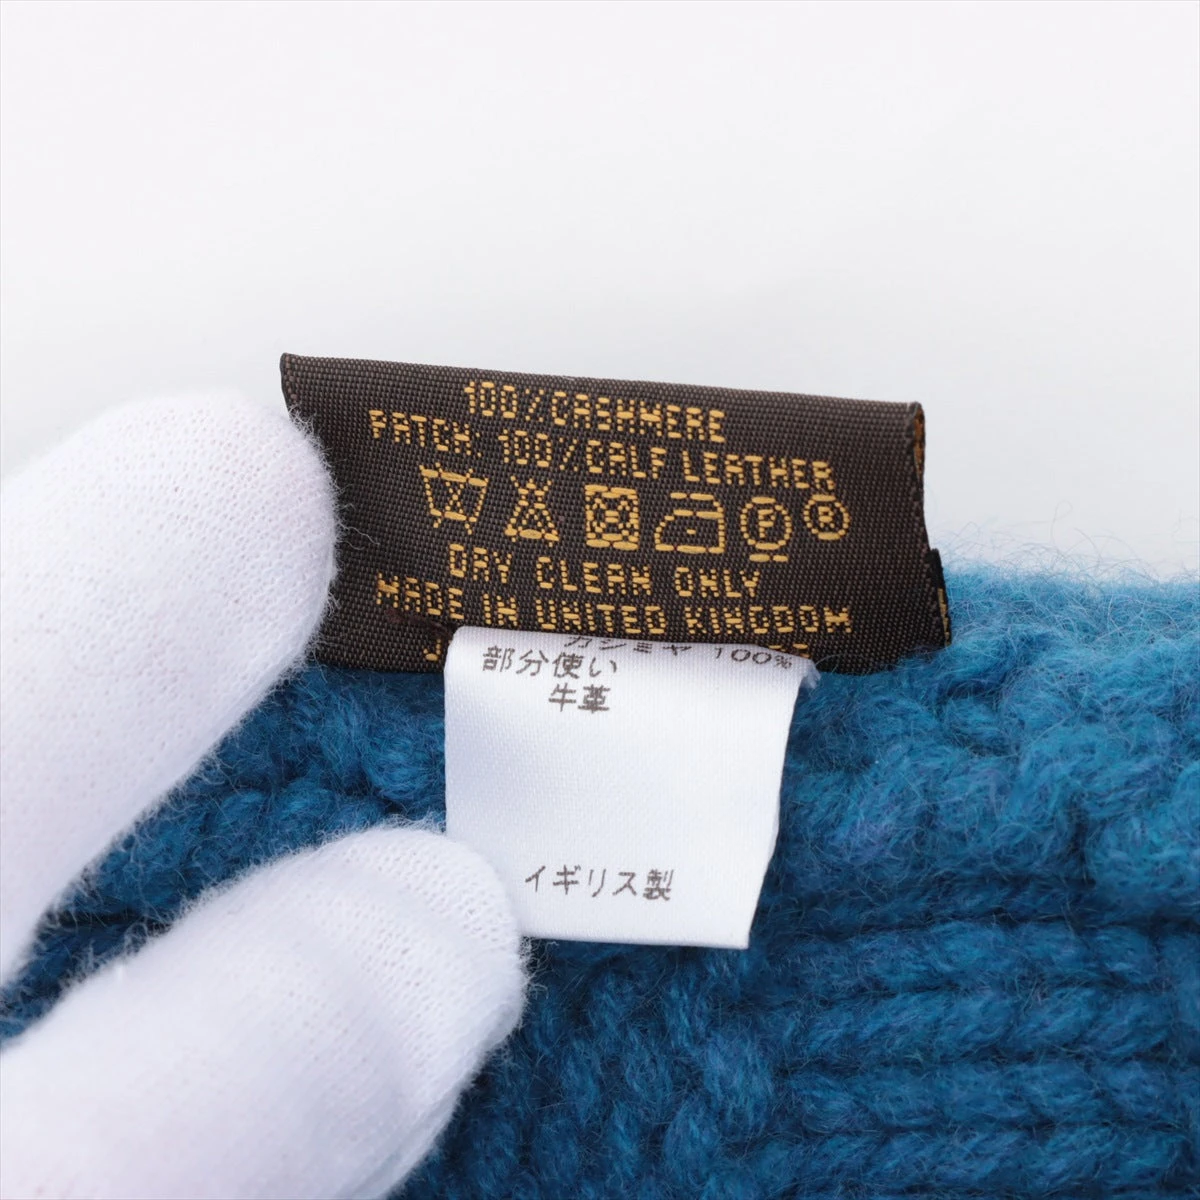 100%CASHMERE
PATCH: 100%CALF LEATHER
P R
DRY CLEAN ONLY
MADE IN UNITED KINGDOM
カシミヤ 100%
部分使い
牛革
イギリス製